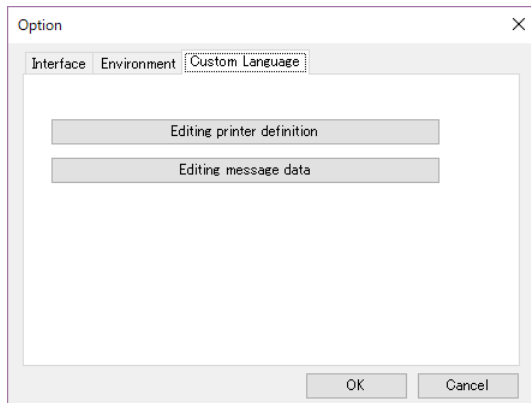 Option
Interface Environment Custom Language
Editing printer definition
Editing message data
OK Cancel